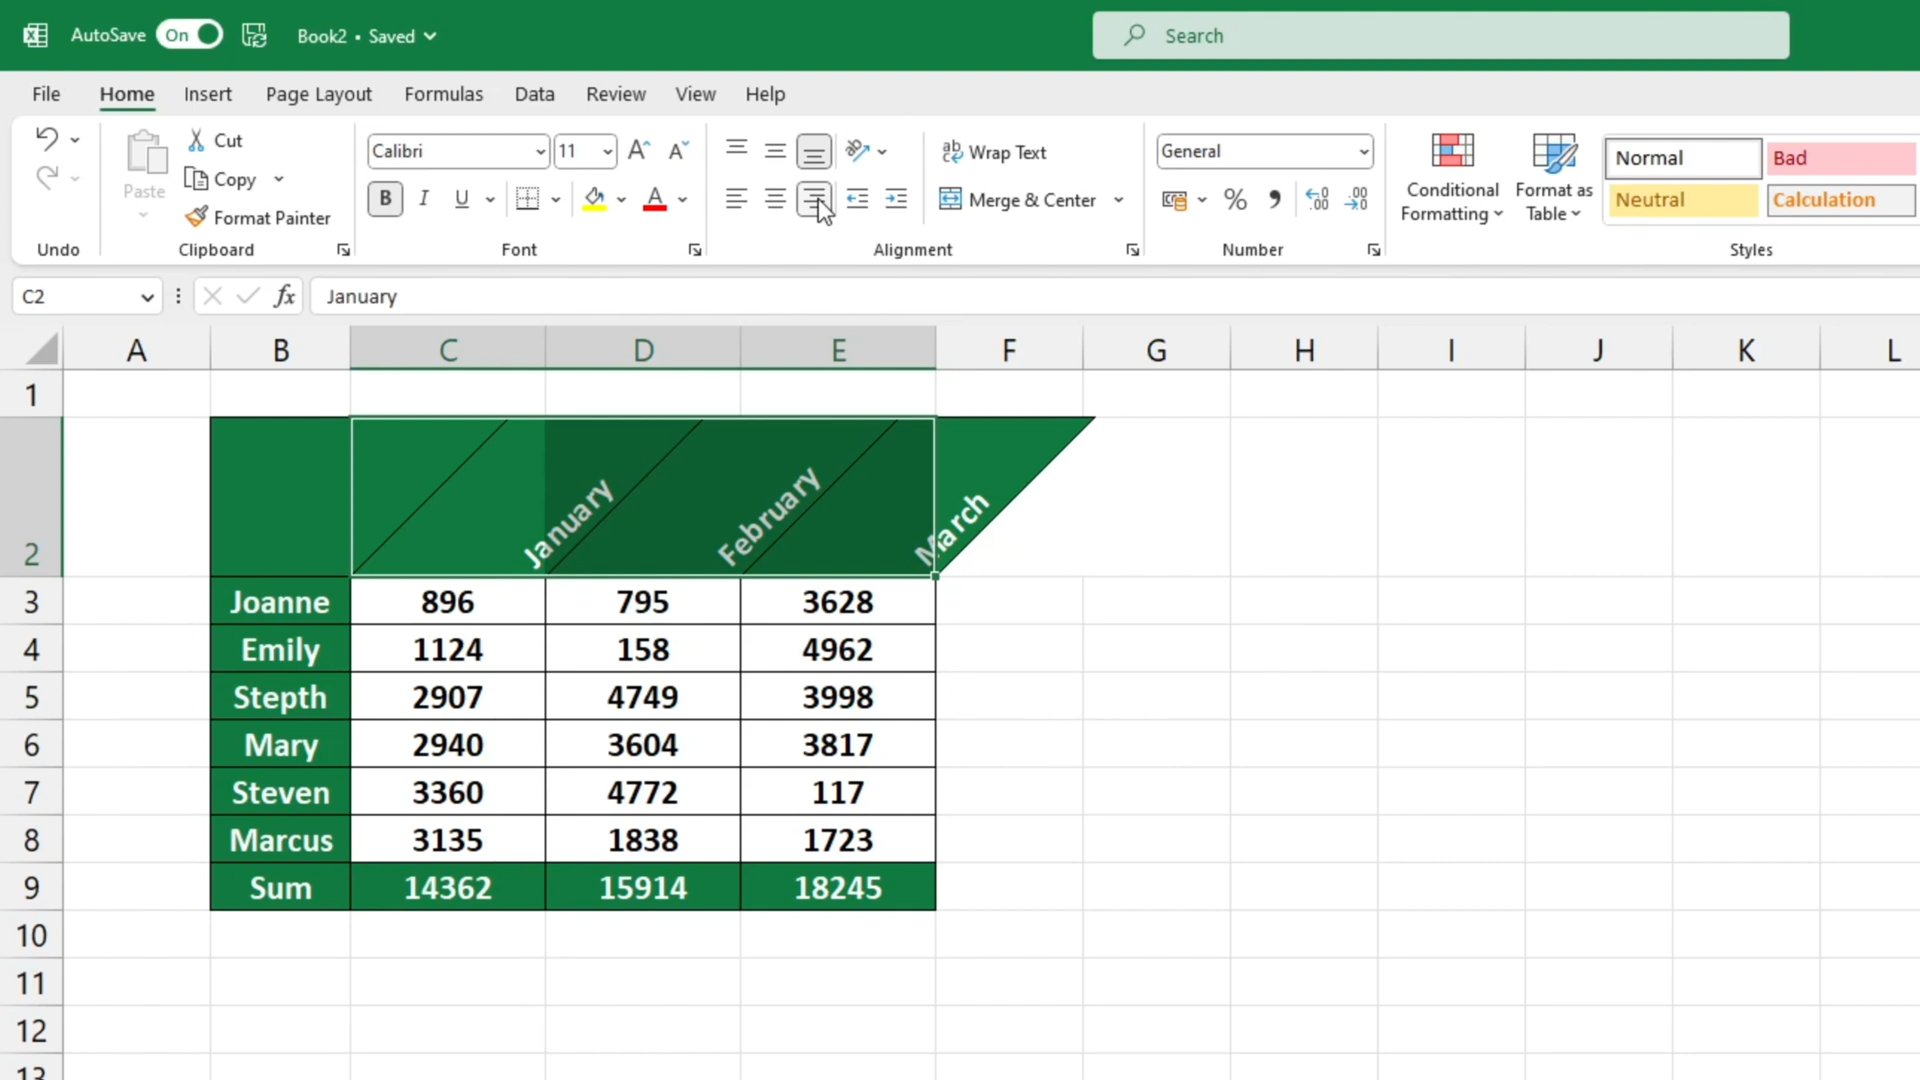 AutoSave On Book2 • Saved Search
File Home Insert Page Layout Formulas Data Review View Help
Paste Cut
Copy
Format Painter
Calibri 11
B I U A
ab Wrap Text
Merge & Center
General
%
Conditional Formatting
Format as Table
Normal Bad
Neutral Calculation
Undo Clipboard Font Alignment Number Styles
C2 fx January
A B C D E F G H I J K L
1
2 January February March
3 Joanne 896 795 3628
4 Emily 1124 158 4962
5 Stepth 2907 4749 3998
6 Mary 2940 3604 3817
7 Steven 3360 4772 117
8 Marcus 3135 1838 1723
9 Sum 14362 15914 18245
10
11
12
13